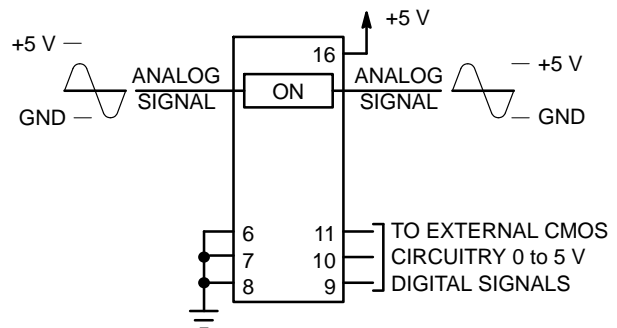 +5 V
16
+5 V
ANALOG
SIGNAL
ON
ANALOG
SIGNAL
+5 V
GND
GND
6
11
TO EXTERNAL CMOS
7
10
CIRCUITRY 0 to 5 V
8
9
DIGITAL SIGNALS